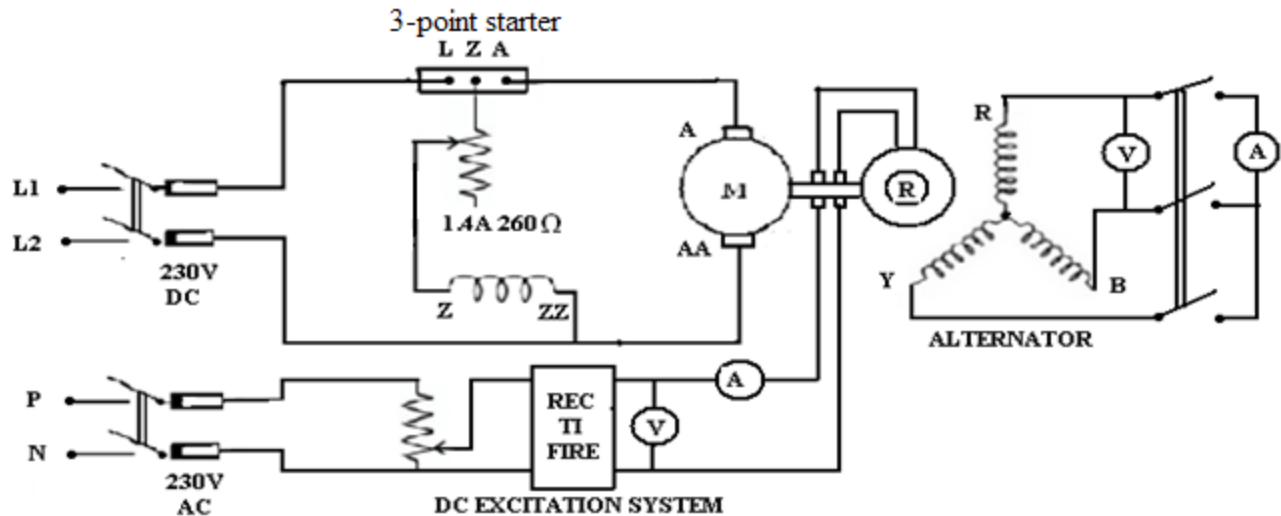 3-point starter
L Z A
A
M
AA
R
R
V
A
Y
B
ALTERNATOR
L1
L2
230V
DC
1.4A 260 Ω
Z
ZZ
P
N
230V
AC
REC
TI
FIRE
V
A
DC EXCITATION SYSTEM